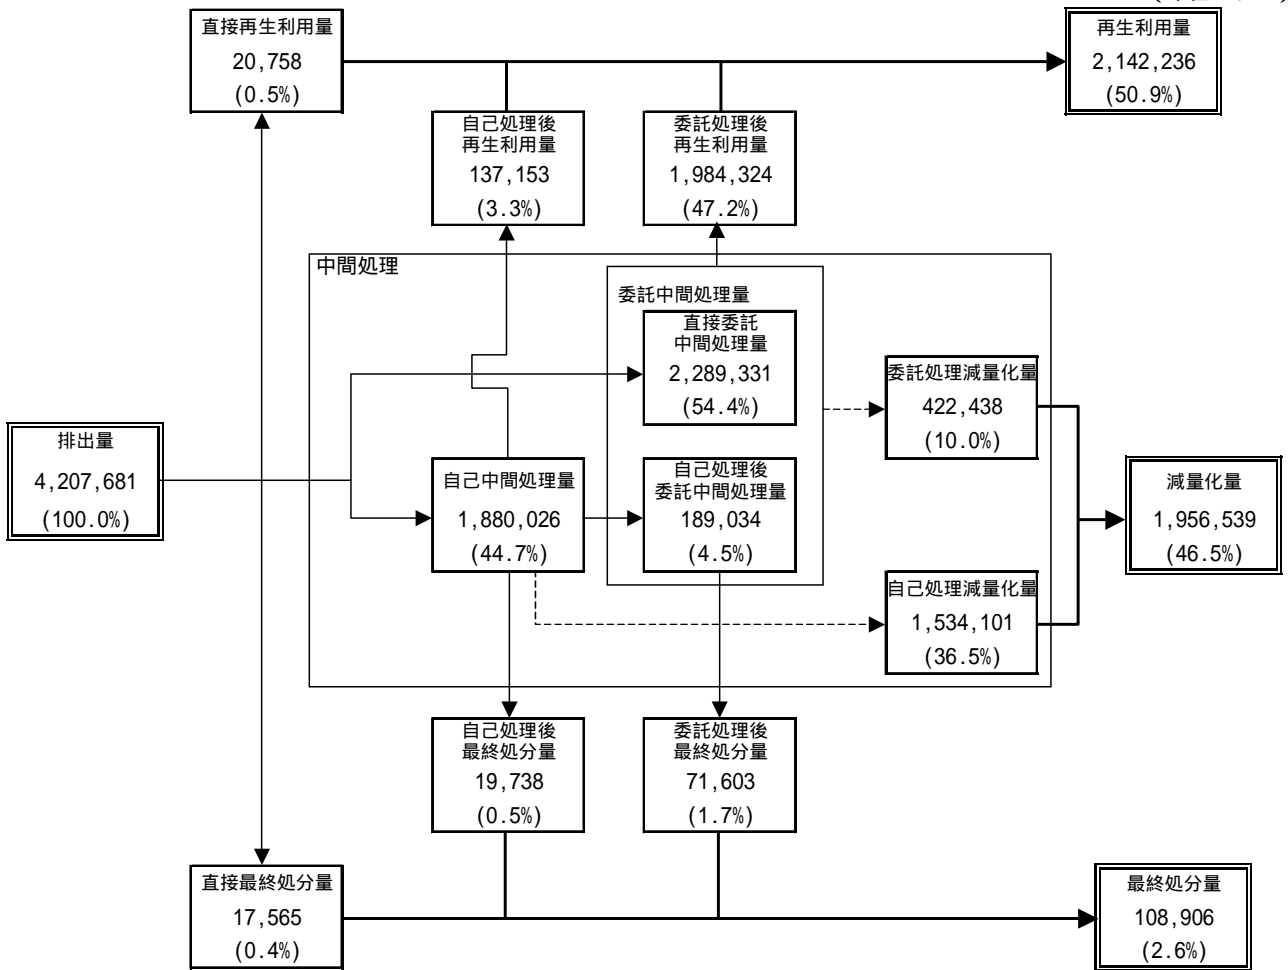 直接再生利用量
20,758
(0.5%)
再生利用量
2,142,236
(50.9%)
自己処理後
再生利用量
137,153
(3.3%)
委託処理後
再生利用量
1,984,324
(47.2%)
中間処理
委託中間処理量
直接委託
中間処理量
2,289,331
(54.4%)
委託処理減量化量
422,438
(10.0%)
排出量
4,207,681
(100.0%)
自己中間処理量
1,880,026
(44.7%)
自己処理後
委託中間処理量
189,034
(4.5%)
減量化量
1,956,539
(46.5%)
自己処理減量化量
1,534,101
(36.5%)
自己処理後
最終処分量
19,738
(0.5%)
委託処理後
最終処分量
71,603
(1.7%)
直接最終処分量
17,565
(0.4%)
最終処分量
108,906
(2.6%)